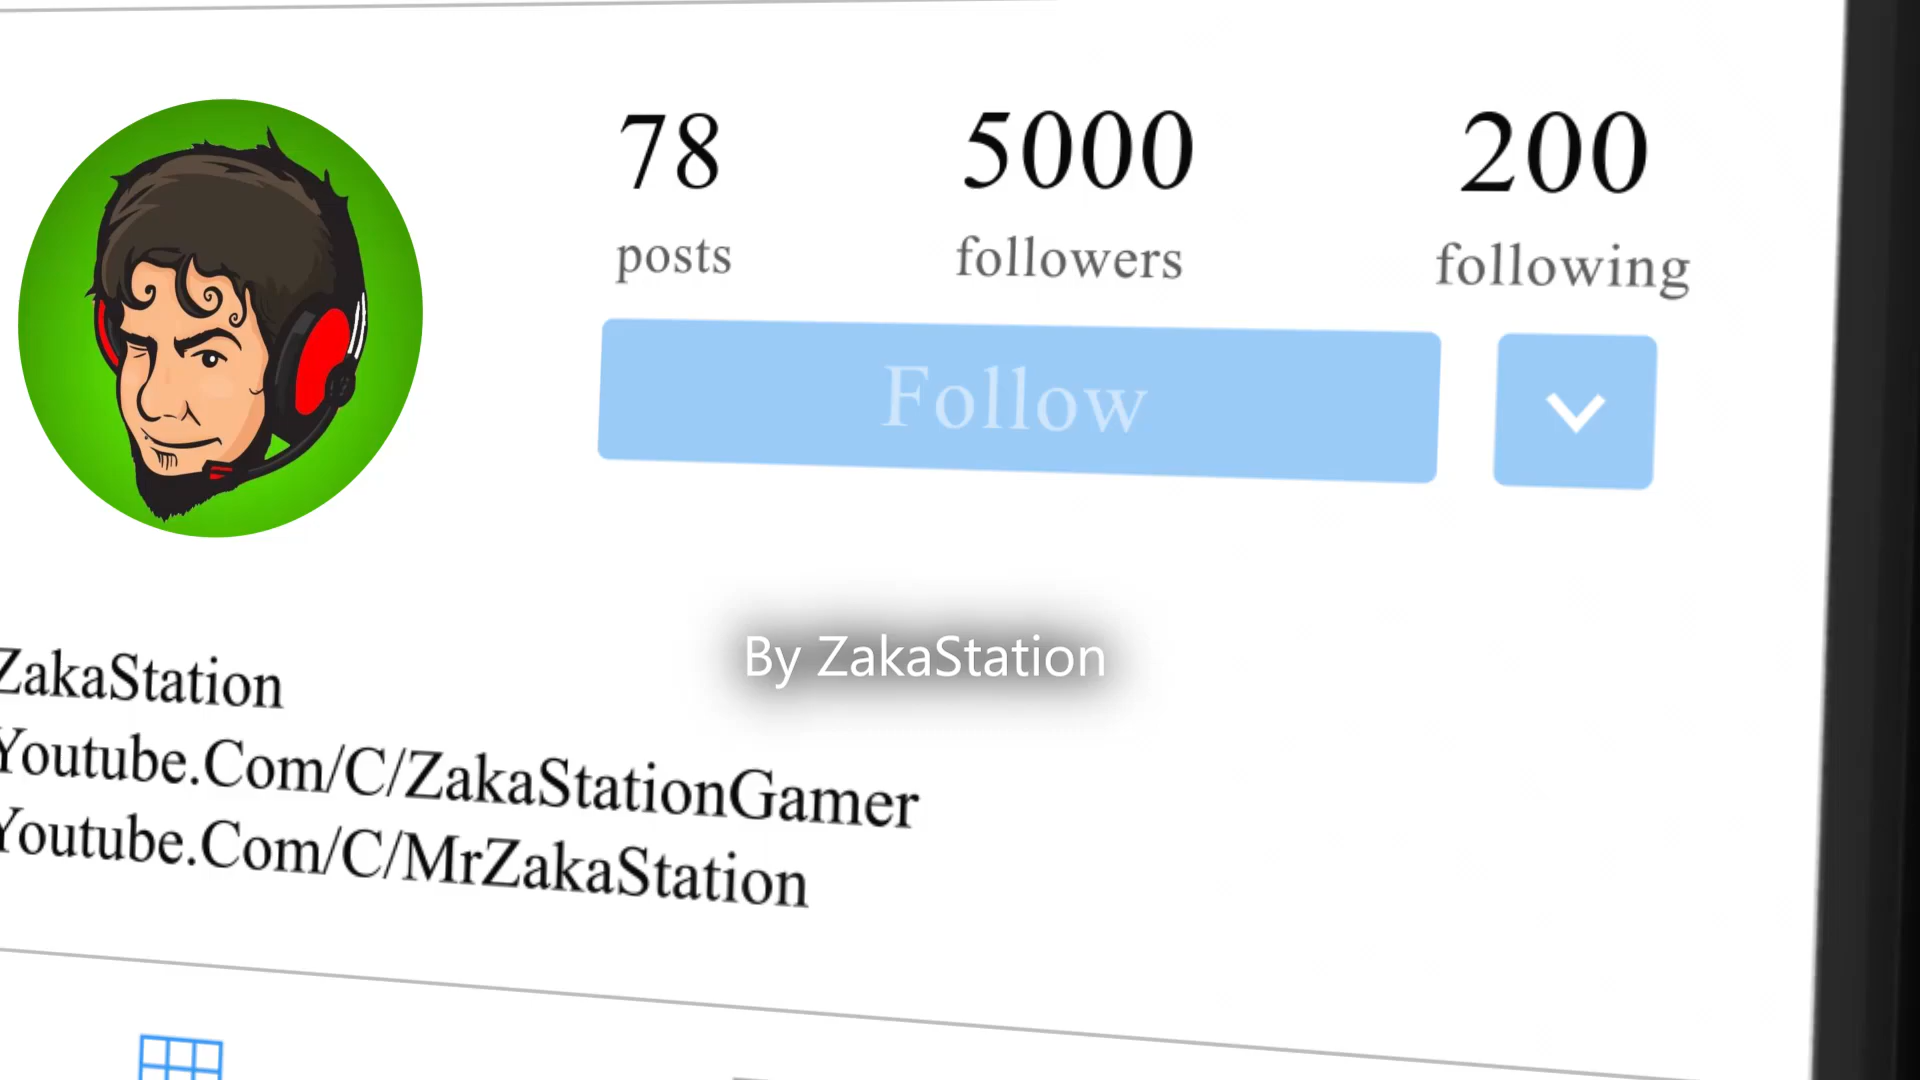 78 5000 200
posts followers following
Follow
By ZakaStation
ZakaStation
Youtube.Com/C/ZakaStationGamer
Youtube.Com/C/MrZakaStation